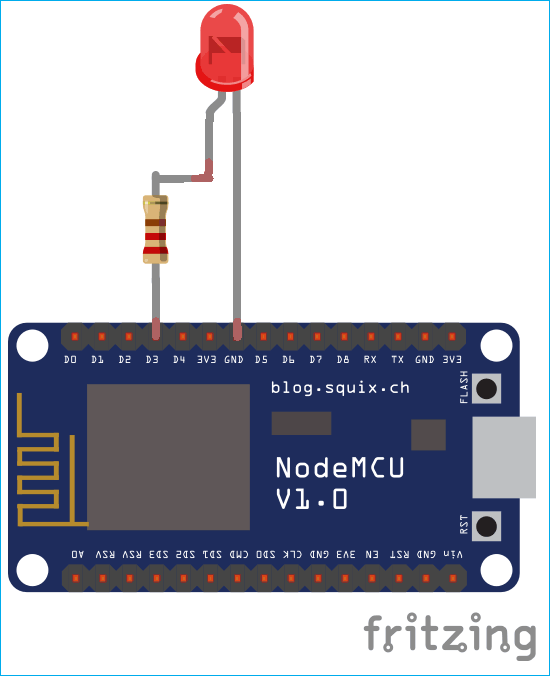 D0 D1 D2 D3 D4 3V3 GND D5 D6 D7 D8 RX TX GND 3V3
blog.squix.ch
FLASH
NodeMCU
V1.0
RST
A0 RSV RSV SD3 SD2 SD1 CMD SD0 CLK GND 3V3 EN RST GND Vin
fritzing